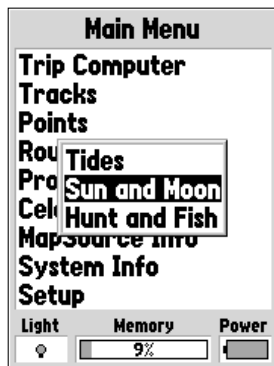 Main Menu
Trip Computer
Tracks
Points
Rou
Tides
Pro
Sun and Moon
Cel
Hunt and Fish
MapSource Info
System Info
Setup
Light
Memory
Power
9%